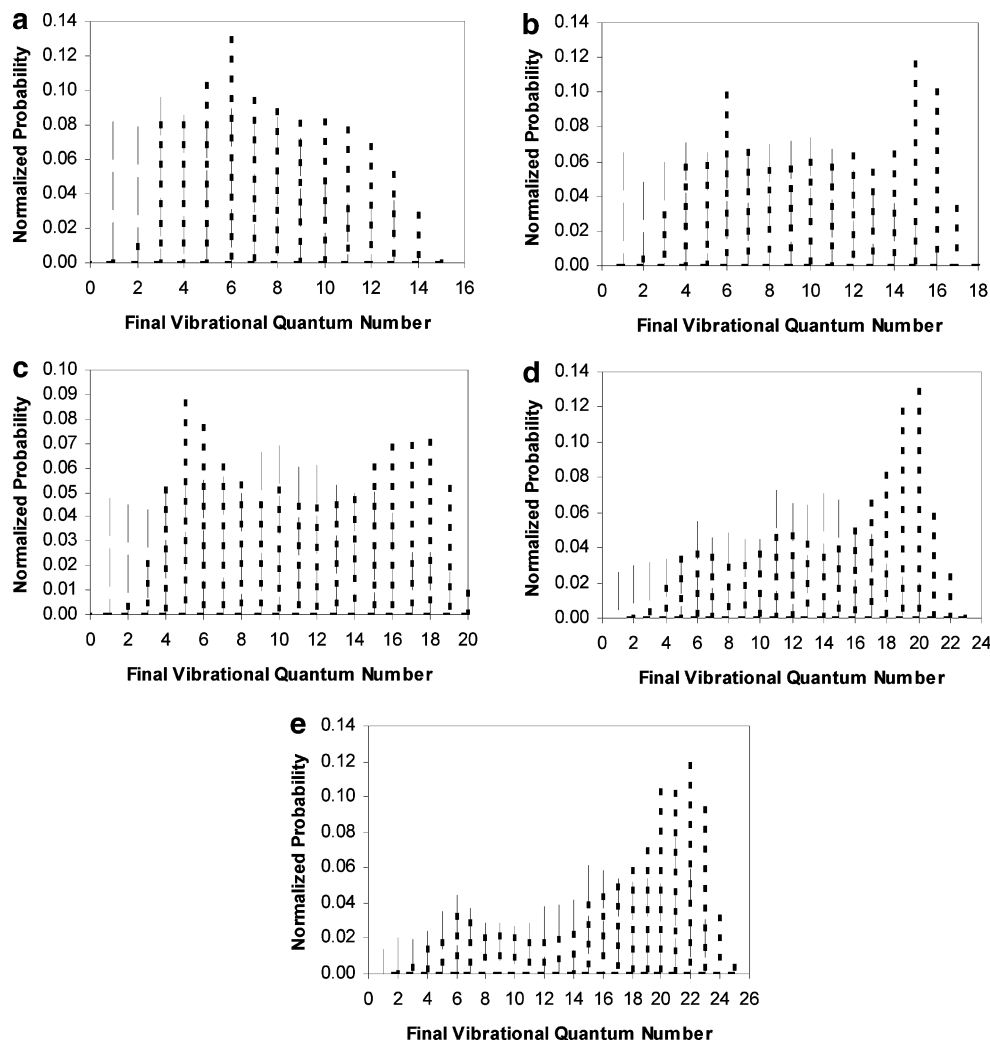 a
Normalized Probability
0.14
0.12
0.10
0.08
0.06
0.04
0.02
0.00
0 2 4 6 8 10 12 14 16
Final Vibrational Quantum Number
b
Normalized Probability
0.14
0.12
0.10
0.08
0.06
0.04
0.02
0.00
0 2 4 6 8 10 12 14 16 18
Final Vibrational Quantum Number
c
Normalized Probability
0.10
0.09
0.08
0.07
0.06
0.05
0.04
0.03
0.02
0.01
0.00
0 2 4 6 8 10 12 14 16 18 20
Final Vibrational Quantum Number
d
Normalized Probability
0.14
0.12
0.10
0.08
0.06
0.04
0.02
0.00
0 2 4 6 8 10 12 14 16 18 20 22 24
Final Vibrational Quantum Number
e
Normalized Probability
0.14
0.12
0.10
0.08
0.06
0.04
0.02
0.00
0 2 4 6 8 10 12 14 16 18 20 22 24 26
Final Vibrational Quantum Number